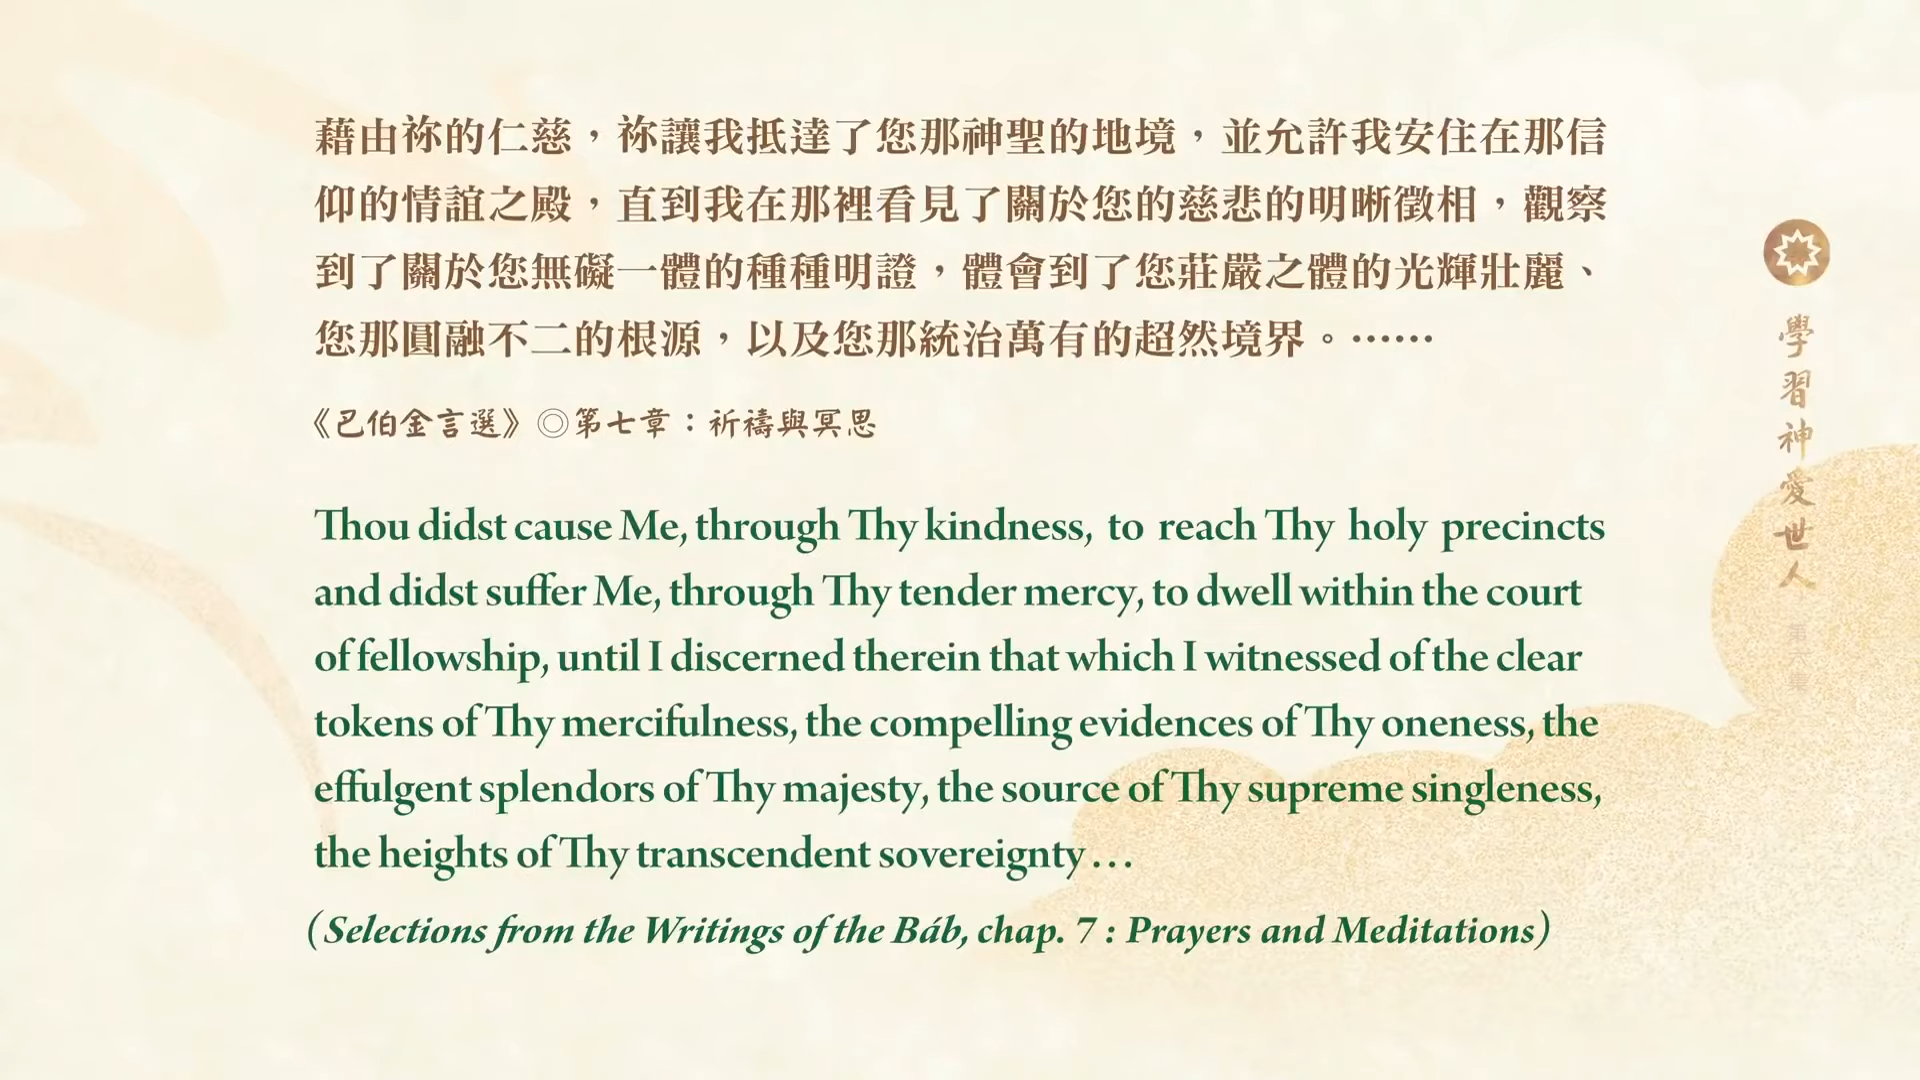 藉由祢的仁慈，祢讓我抵達了您那神聖的地境，並允許我安住在那信
仰的情誼之殿，直到我在那裡看見了關於您的慈悲的明晰徵相，觀察
到了關於您無礙一體的種種明證，體會到了您莊嚴之體的光輝壯麗、
您那圓融不二的根源，以及您那統治萬有的超然境界。……
《巴伯金言選》◎第七章：祈禱與冥思
Thou didst cause Me, through Thy kindness, to reach Thy holy precincts
and didst suffer Me, through Thy tender mercy, to dwell within the court
of fellowship, until I discerned therein that which I witnessed of the clear
tokens of Thy mercifulness, the compelling evidences of Thy oneness, the
effulgent splendors of Thy majesty, the source of Thy supreme singleness,
the heights of Thy transcendent sovereignty…
(Selections from the Writings of the Báb, chap. 7 : Prayers and Meditations)
學習神愛世人
第六集